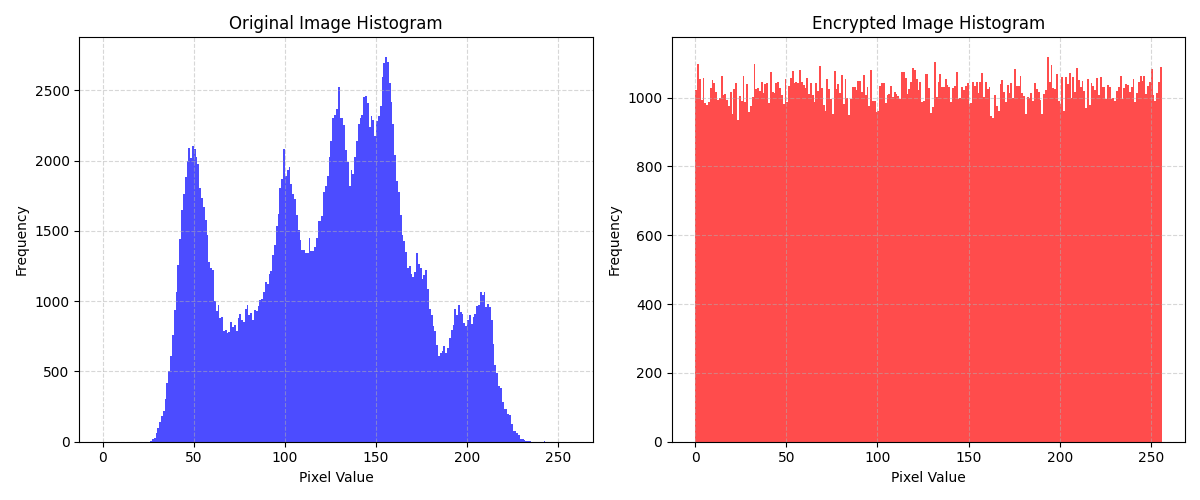 Original Image Histogram
Frequency
2500
2000
1500
1000
500
0
0 50 100 150 200 250
Pixel Value
Encrypted Image Histogram
Frequency
1000
800
600
400
200
0
0 50 100 150 200 250
Pixel Value